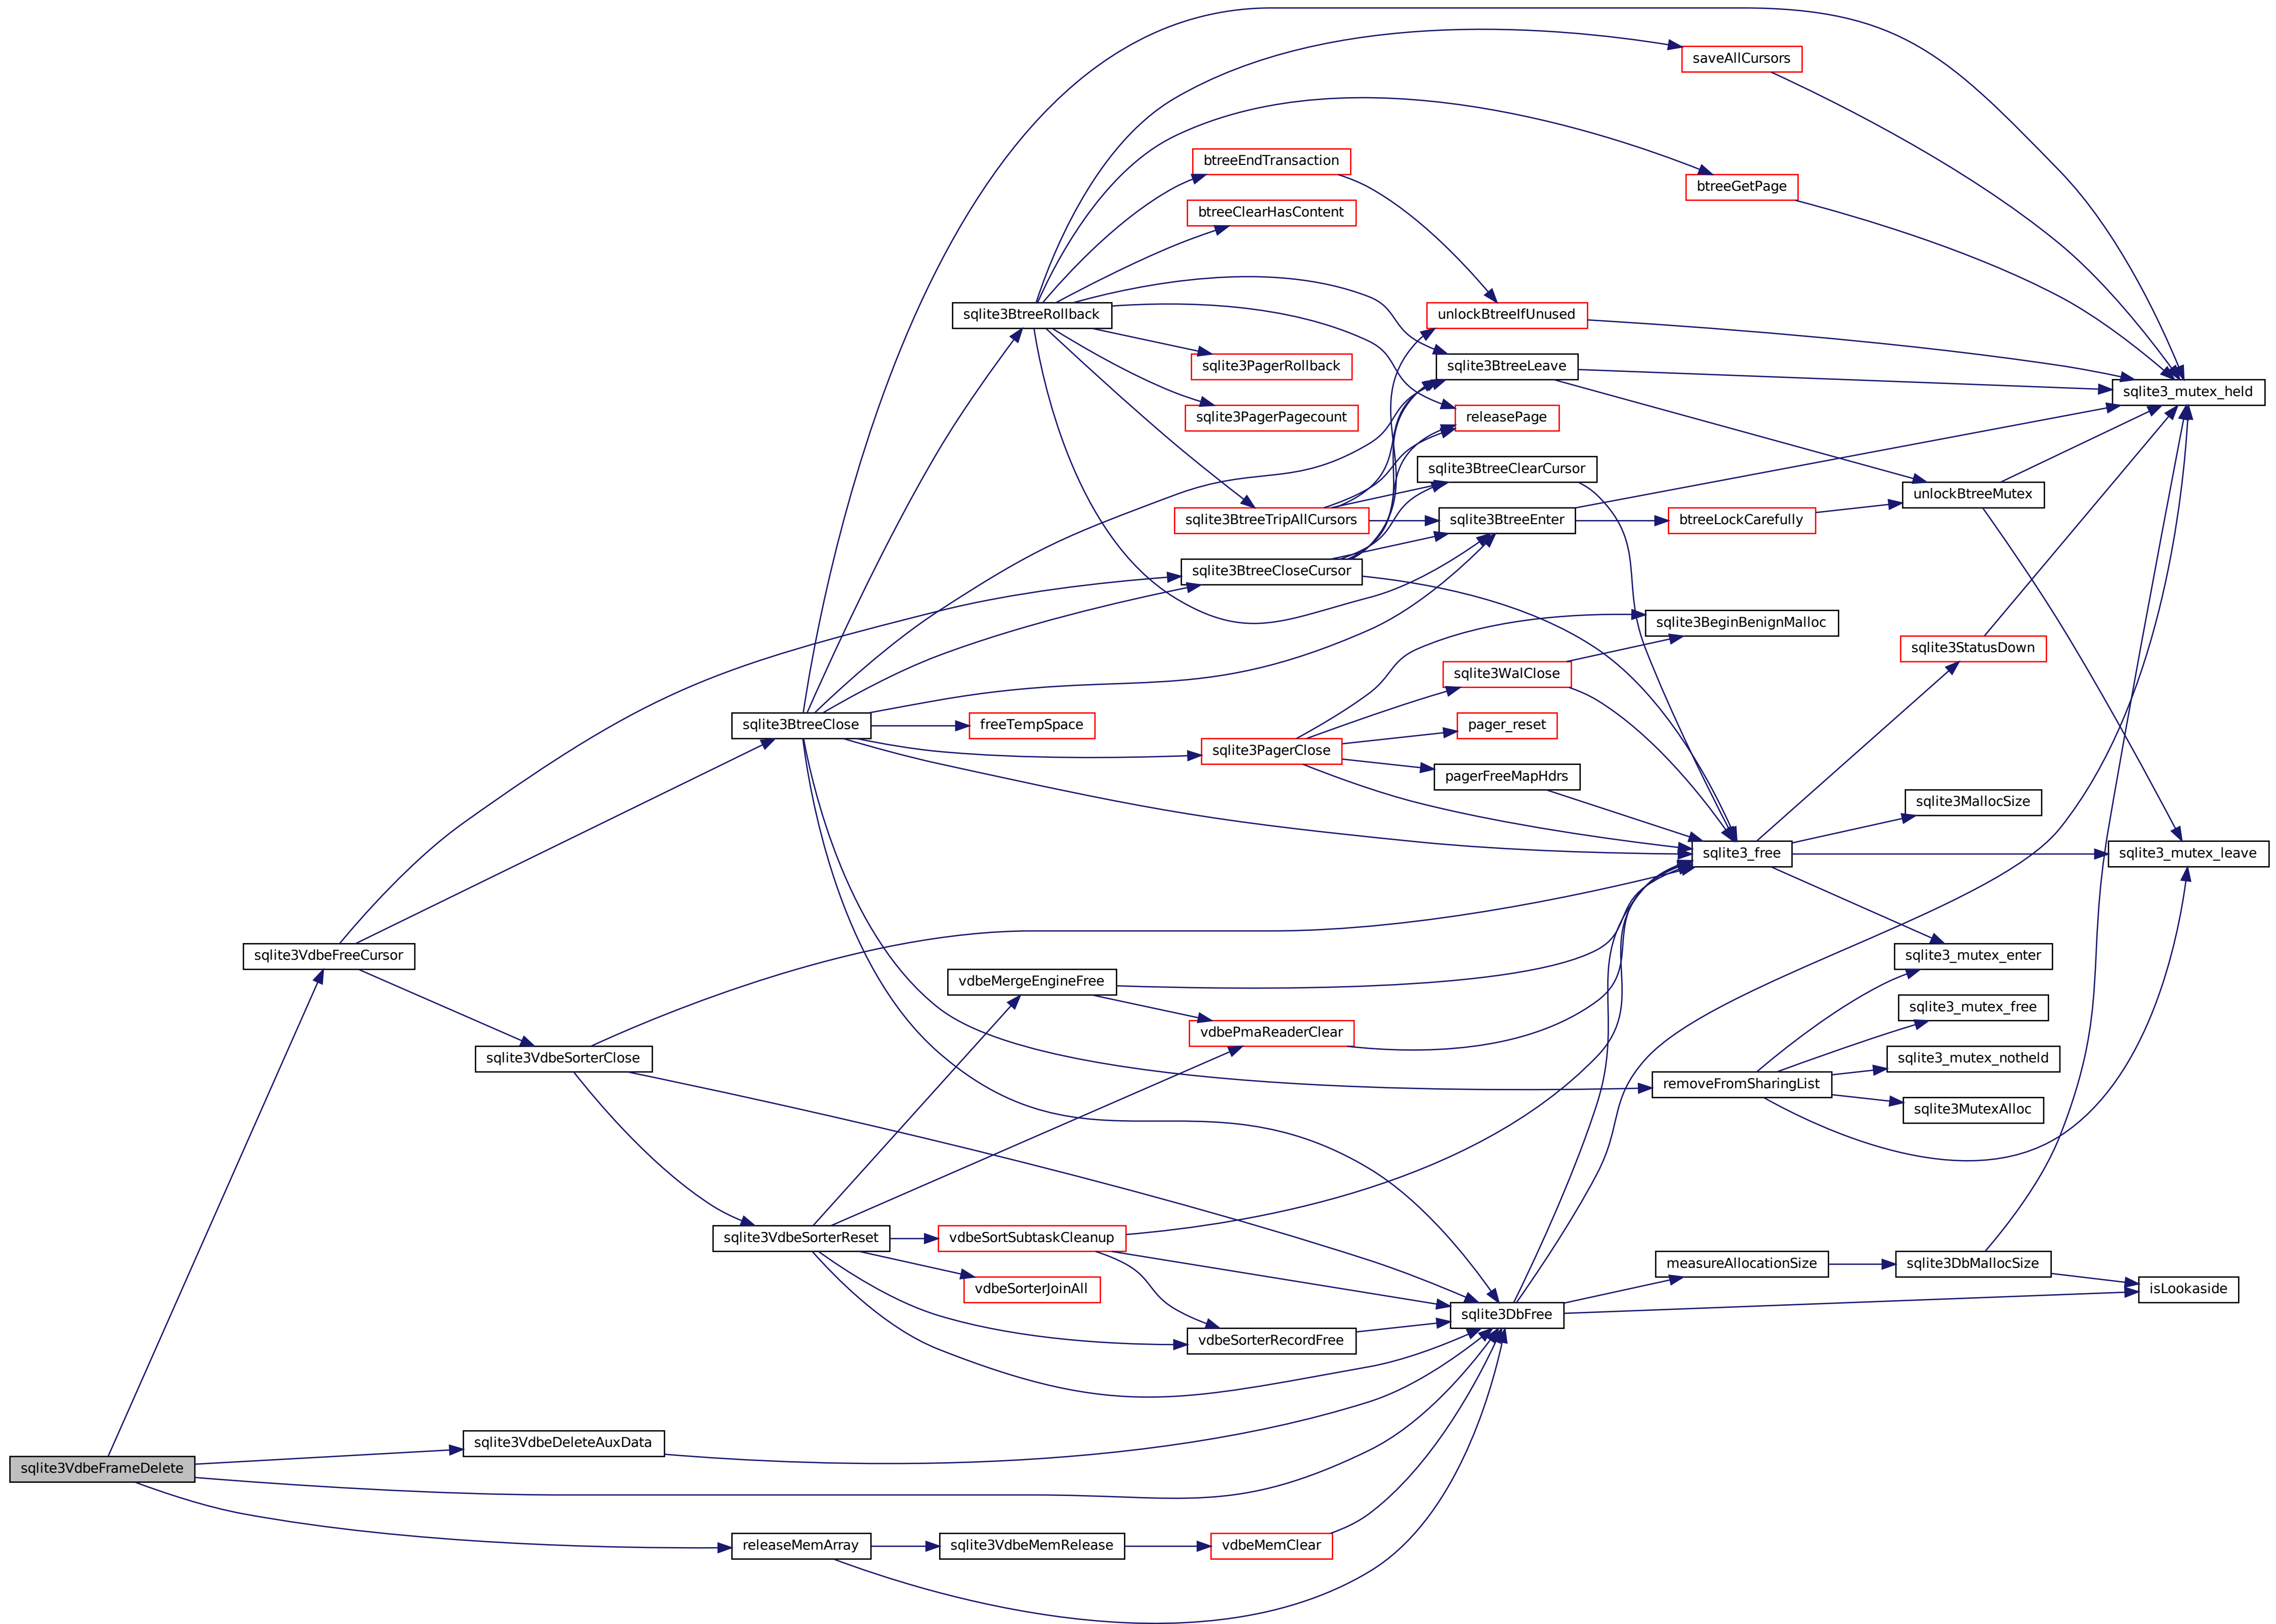 saveAllCursors
btreeEndTransaction
btreeGetPage
btreeClearHasContent
sqlite3BtreeRollback
unlockBtreeIfUnused
sqlite3PagerRollback
sqlite3BtreeLeave
sqlite3_mutex_held
sqlite3PagerPagecount
releasePage
sqlite3BtreeClearCursor
unlockBtreeMutex
sqlite3BtreeTripAllCursors
sqlite3BtreeEnter
btreeLockCarefully
sqlite3BtreeCloseCursor
sqlite3BeginBenignMalloc
sqlite3StatusDown
sqlite3WalClose
sqlite3BtreeClose
freeTempSpace
pager_reset
sqlite3PagerClose
pagerFreeMapHdrs
sqlite3MallocSize
sqlite3_free
sqlite3_mutex_leave
sqlite3VdbeFreeCursor
sqlite3_mutex_enter
vdbeMergeEngineFree
sqlite3_mutex_free
vdbePmaReaderClear
sqlite3VdbeSorterClose
sqlite3_mutex_notheld
removeFromSharingList
sqlite3MutexAlloc
sqlite3VdbeSorterReset
vdbeSortSubtaskCleanup
measureAllocationSize
sqlite3DbMallocSize
vdbeSorterJoinAll
isLookaside
sqlite3DbFree
vdbeSorterRecordFree
sqlite3VdbeDeleteAuxData
sqlite3VdbeFrameDelete
releaseMemArray
sqlite3VdbeMemRelease
vdbeMemClear